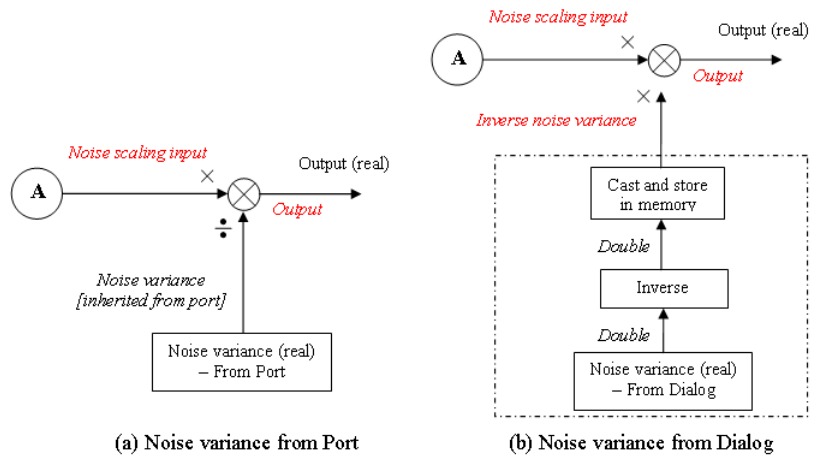 Noise scaling input
×
Output (real)
A
Output
÷
Noise variance
[inherited from port]
Noise variance (real)
– From Port
(a) Noise variance from Port
Noise scaling input
×
Output (real)
A
Output
×
Inverse noise variance
Cast and store
in memory
Double
Inverse
Double
Noise variance (real)
– From Dialog
(b) Noise variance from Dialog